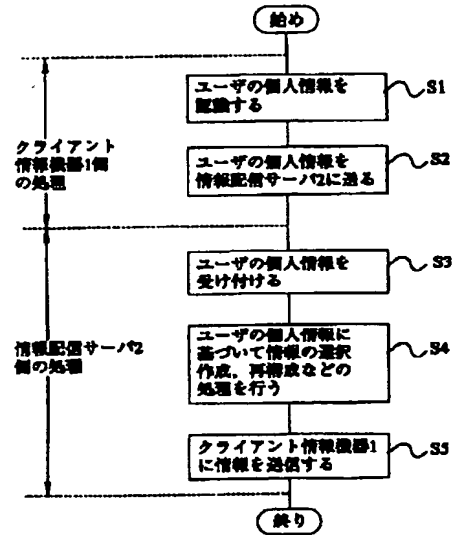 始め
ユーザの個人情報を
認識する
S1
クライアント
情報機器1側
の処理
ユーザの個人情報を
情報配信サーバ2に送る
S2
ユーザの個人情報を
受け付ける
S3
情報配信サーバ2
側の処理
ユーザの個人情報に
基づいて情報の選択
作成，再構成などの
処理を行う
S4
クライアント情報機器1
に情報を送信する
S5
終り